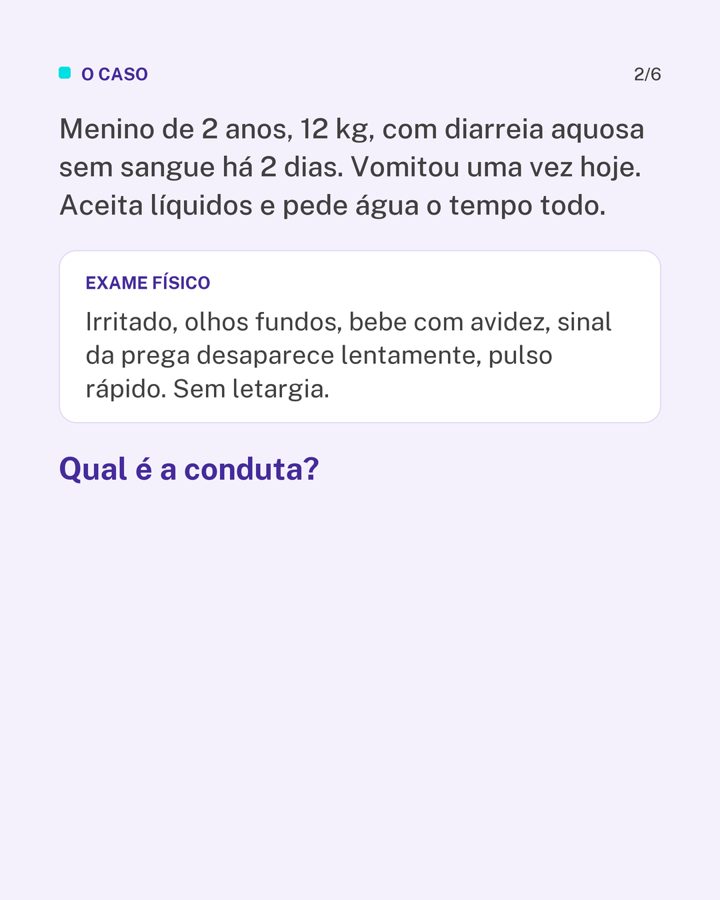 O CASO
2/6
Menino de 2 anos, 12 kg, com diarreia aquosa
sem sangue há 2 dias. Vomitou uma vez hoje.
Aceita líquidos e pede água o tempo todo.
EXAME FÍSICO
Irritado, olhos fundos, bebe com avidez, sinal
da prega desaparece lentamente, pulso
rápido. Sem letargia.
Qual é a conduta?